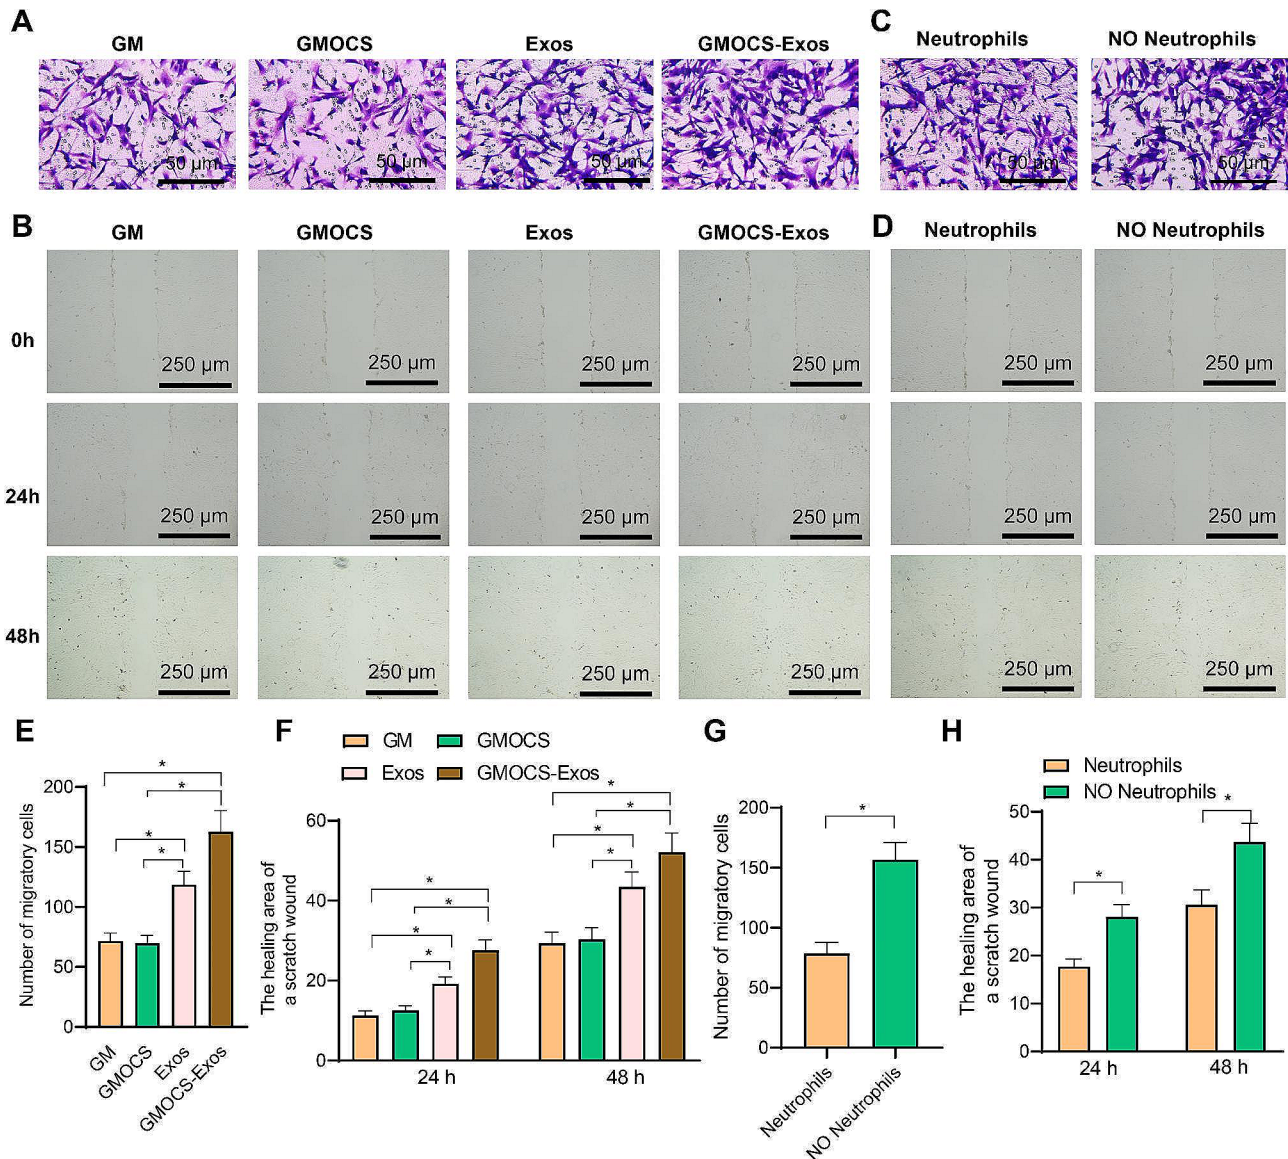 A
GM
GMOCS
Exos
GMOCS-Exos
50 µm
50 µm
50 µm
50 µm
C
Neutrophils
NO Neutrophils
50 µm
50 µm
B
GM
GMOCS
Exos
GMOCS-Exos
D
Neutrophils
NO Neutrophils
0h
250 µm
250 µm
250 µm
250 µm
250 µm
250 µm
24h
250 µm
250 µm
250 µm
250 µm
250 µm
250 µm
48h
250 µm
250 µm
250 µm
250 µm
250 µm
250 µm
E
Number of migratory cells
200
150
100
50
0
*
*
*
*
GM
GMOCS
Exos
GMOCS-Exos
F
GM
GMOCS
Exos
GMOCS-Exos
The healing area of
a scratch wound
60
40
20
0
*
*
*
*
*
*
*
*
24 h
48 h
G
Number of migratory cells
200
150
100
50
0
*
Neutrophils
NO Neutrophils
H
Neutrophils
NO Neutrophils
The healing area of
a scratch wound
50
40
30
20
10
0
*
*
24 h
48 h